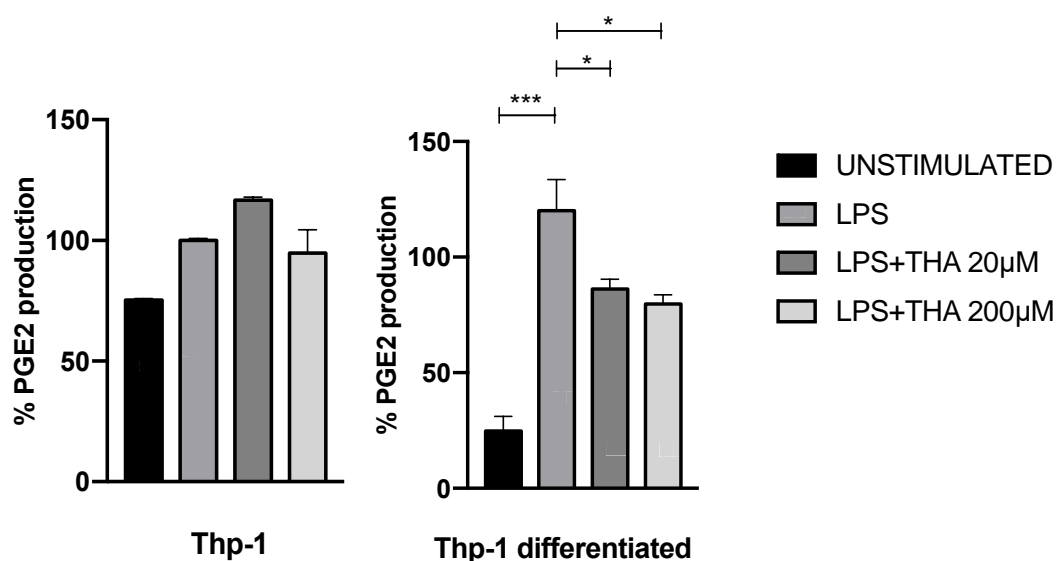 *
*
***
150
100
50
0
% PGE2 production
Thp-1
150
100
50
0
% PGE2 production
Thp-1 differentiated
UNSTIMULATED
LPS
LPS+THA 20µM
LPS+THA 200µM